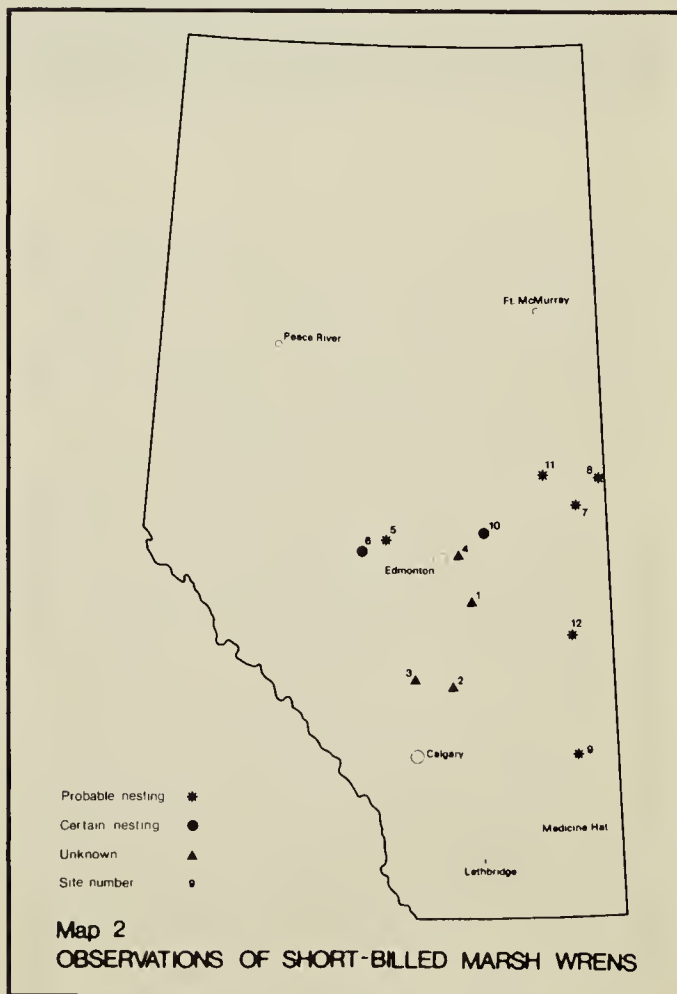 Ft. McMurray
Peace River
11
8
7
10
5
6
4
Edmonton
1
12
3
2
Calgary
9
Probable nesting
Certain nesting
Medicine Hat
Unknown
Lethbridge
Site number 9
Map 2
OBSERVATIONS OF SHORT-BILLED MARSH WRENS